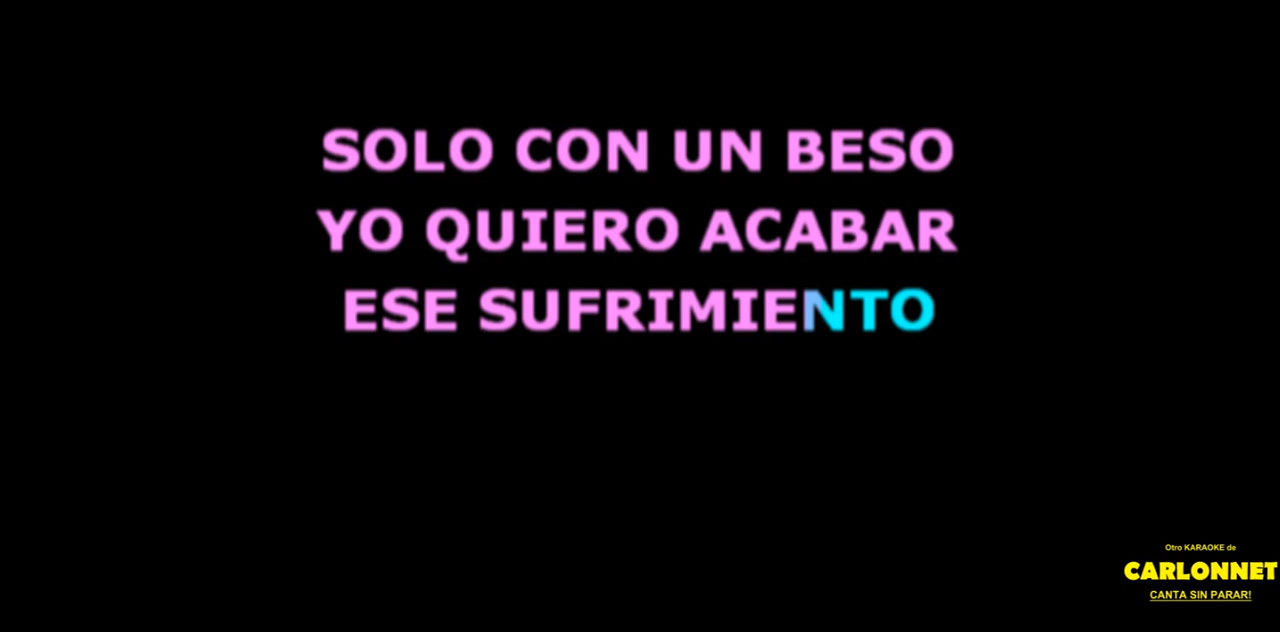 SOLO CON UN BESO
YO QUIERO ACABAR
ESE SUFRIMIENTO
Otro KARAOKE de
CARLONNET
CANTA SIN PARAR!